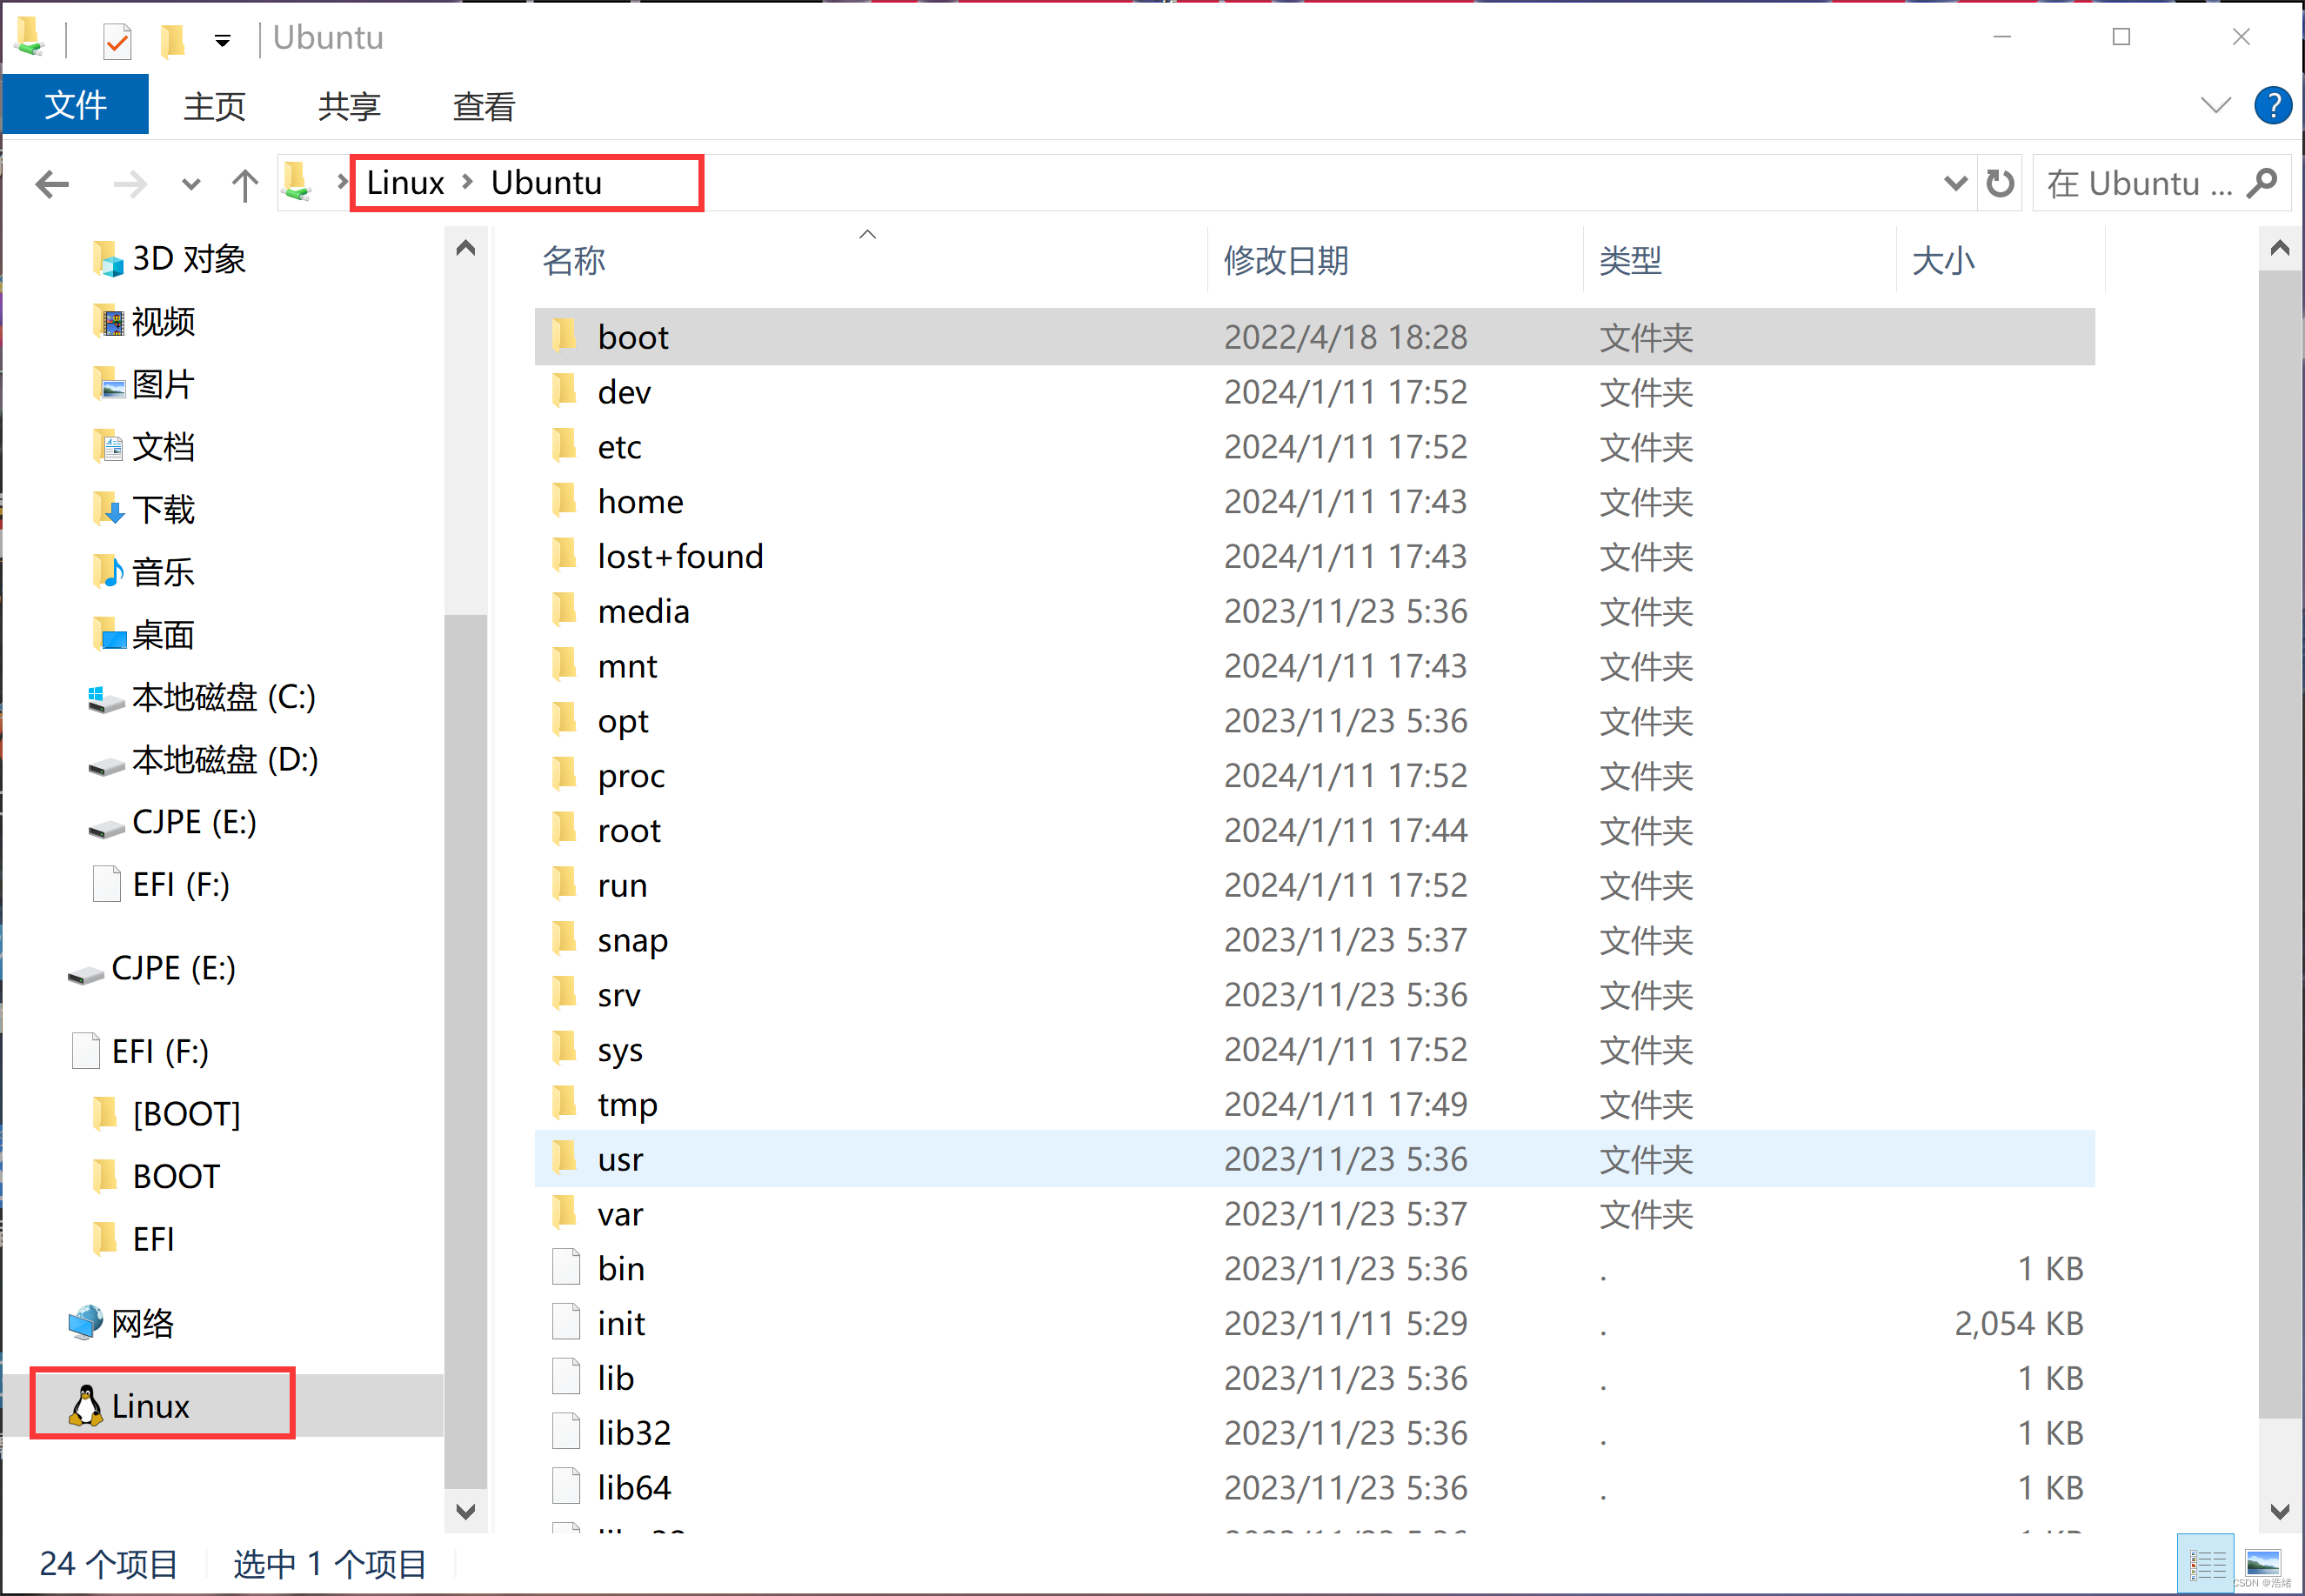 Ubuntu
文件 主页 共享 查看
Linux Ubuntu
在 Ubuntu ...
3D 对象
视频
图片
文档
下载
音乐
桌面
本地磁盘 (C:)
本地磁盘 (D:)
CJPE (E:)
EFI (F:)
CJPE (E:)
EFI (F:)
[BOOT]
BOOT
EFI
网络
Linux
名称 修改日期 类型 大小
boot 2022/4/18 18:28 文件夹
dev 2024/1/11 17:52 文件夹
etc 2024/1/11 17:52 文件夹
home 2024/1/11 17:43 文件夹
lost+found 2024/1/11 17:43 文件夹
media 2023/11/23 5:36 文件夹
mnt 2024/1/11 17:43 文件夹
opt 2023/11/23 5:36 文件夹
proc 2024/1/11 17:52 文件夹
root 2024/1/11 17:44 文件夹
run 2024/1/11 17:52 文件夹
snap 2023/11/23 5:37 文件夹
srv 2023/11/23 5:36 文件夹
sys 2024/1/11 17:52 文件夹
tmp 2024/1/11 17:49 文件夹
usr 2023/11/23 5:36 文件夹
var 2023/11/23 5:37 文件夹
bin 2023/11/23 5:36 . 1 KB
init 2023/11/11 5:29 . 2,054 KB
lib 2023/11/23 5:36 . 1 KB
lib32 2023/11/23 5:36 . 1 KB
lib64 2023/11/23 5:36 . 1 KB
24 个项目 选中 1 个项目
CSDN @浩绪